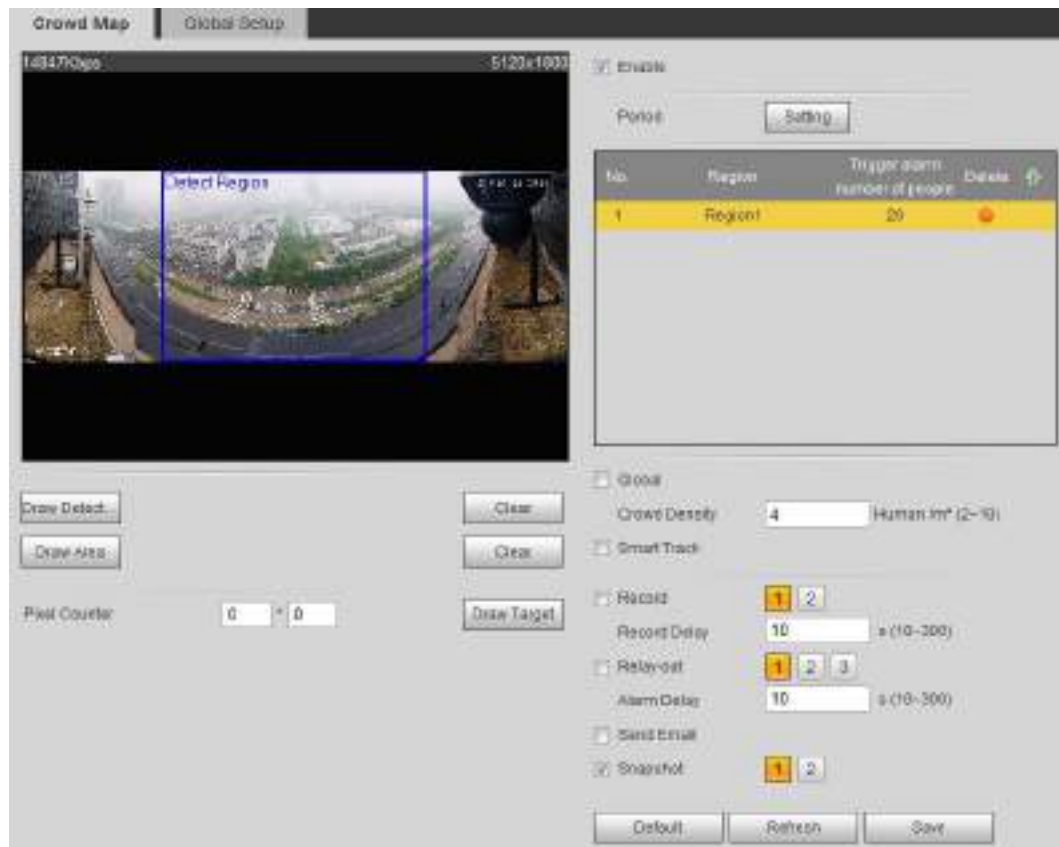 Crowd Map
Global Setup
14847Kbps
5120×1800
Detect Region
Enable
Period
Setting
No.
Region
Trigger alarm
number of people
Delete
1
Region1
20
Draw Detect..
Clear
Draw Area
Clear
Pixel Counter
0 * 0
Draw Target
Global
Crowd Density
4
Human /m² (2~10)
Smart Track
Record
1 2
Record Delay
10
s (10~300)
Relay-out
1 2 3
Alarm Delay
10
s (10~300)
Send Email
Snapshot
1 2
Default
Refresh
Save